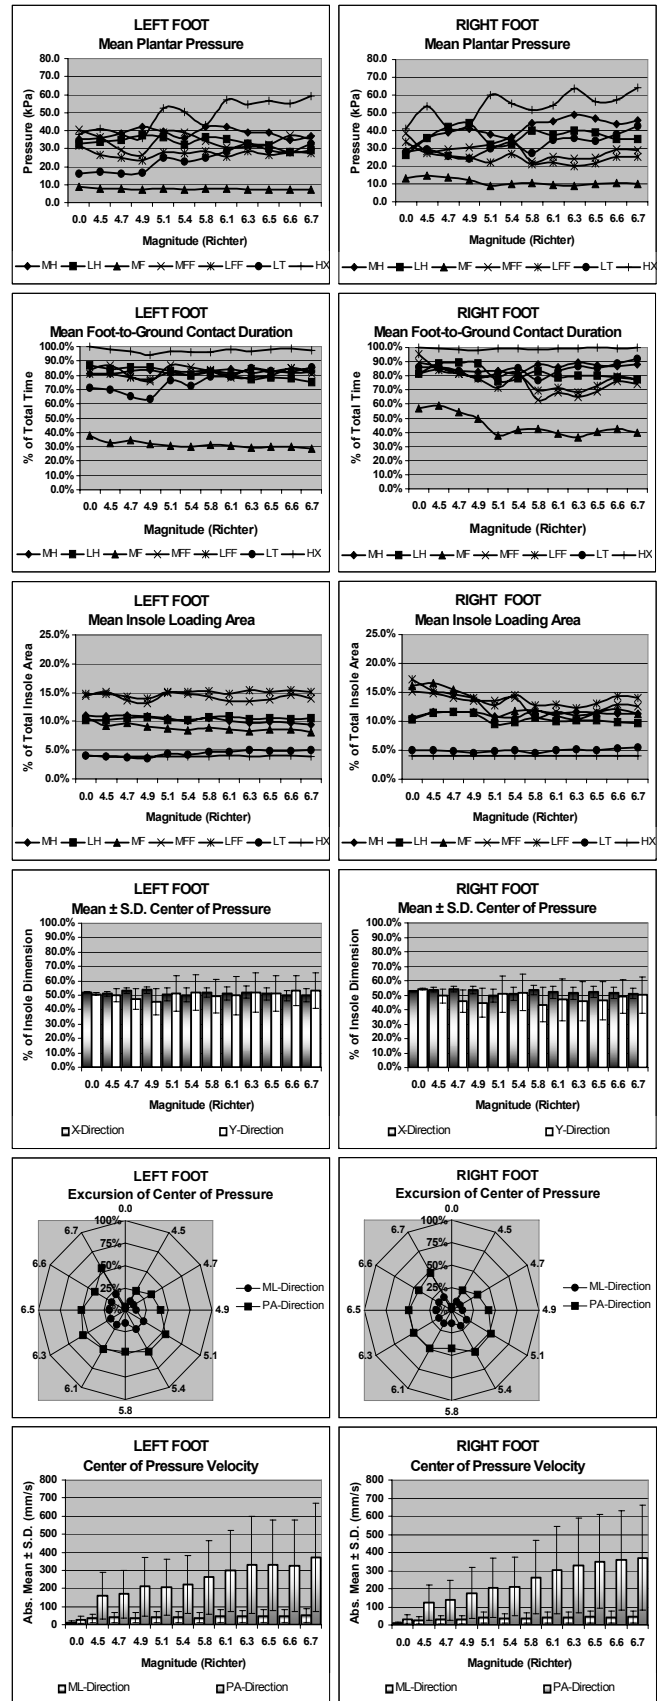 LEFT FOOT
Mean Plantar Pressure
80.0
70.0
60.0
50.0
40.0
30.0
20.0
10.0
0.0
Pressure (kPa)
0.0 4.5 4.7 4.9 5.1 5.4 5.8 6.1 6.3 6.6 6.7
Magnitude (Richter)
MH LH MF MFF LFF LT HX
RIGHT FOOT
Mean Plantar Pressure
80.0
70.0
60.0
50.0
40.0
30.0
20.0
10.0
0.0
Pressure (kPa)
0.0 4.5 4.7 4.9 5.1 5.4 5.8 6.1 6.3 6.5 6.6 6.7
Magnitude (Richter)
MH LH MF MFF LFF LT HX
LEFT FOOT
Mean Foot-to-Ground Contact Duration
100.0%
90.0%
80.0%
70.0%
60.0%
50.0%
40.0%
30.0%
20.0%
10.0%
0.0%
% of Total Time
0.0 4.5 4.7 4.9 5.1 5.4 5.8 6.1 6.3 6.5 6.6 6.7
Magnitude (Richter)
MH LH MF MFF LFF LT HX
RIGHT FOOT
Mean Foot-to-Ground Contact Duration
100.0%
90.0%
80.0%
70.0%
60.0%
50.0%
40.0%
30.0%
20.0%
10.0%
0.0%
% of Total Time
0.0 4.5 4.7 4.9 5.1 5.4 5.8 6.1 6.3 6.5 6.6 6.7
Magnitude (Richter)
MH LH MF MFF LFF LT HX
LEFT FOOT
Mean Insole Loading Area
25.0%
20.0%
15.0%
10.0%
5.0%
0.0%
% of Total Insole Area
0.0 4.5 4.7 4.9 5.1 5.4 5.8 6.1 6.3 6.5 6.6 6.7
Magnitude (Richter)
MH LH MF MFF LFF LT HX
RIGHT FOOT
Mean Insole Loading Area
25.0%
20.0%
15.0%
10.0%
5.0%
0.0%
% of Total Insole Area
0.0 4.5 4.7 4.9 5.1 5.4 5.8 6.1 6.3 6.5 6.6 6.7
Magnitude (Richter)
MH LH MF MFF LFF LT HX
LEFT FOOT
Mean ± S.D. Center of Pressure
100.0%
90.0%
80.0%
70.0%
60.0%
50.0%
40.0%
30.0%
20.0%
10.0%
0.0%
% of Insole Dimension
0.0 4.5 4.7 4.9 5.1 5.4 5.8 6.1 6.3 6.5 6.6 6.7
Magnitude (Richter)
X-Direction Y-Direction
RIGHT FOOT
Mean ± S.D. Center of Pressure
100.0%
90.0%
80.0%
70.0%
60.0%
50.0%
40.0%
30.0%
20.0%
10.0%
0.0%
% of Insole Dimension
0.0 4.5 4.7 4.9 5.1 5.4 5.8 6.1 6.3 6.5 6.6 6.7
Magnitude (Richter)
X-Direction Y-Direction
LEFT FOOT
Excursion of Center of Pressure
0.0
100%
6.7 4.5
75%
6.6 4.7
50%
25%
6.5 0% 4.9
6.3 5.1
6.1 5.4
5.8
ML-Direction
PA-Direction
RIGHT FOOT
Excursion of Center of Pressure
0.0
100%
6.7 4.5
75%
6.6 4.7
50%
25%
6.5 0% 4.9
6.3 5.1
6.1 5.4
5.8
ML-Direction
PA-Direction
LEFT FOOT
Center of Pressure Velocity
800
700
600
500
400
300
200
100
0
Abs. Mean ± S.D. (mm/s)
0.0 4.5 4.7 4.9 5.1 5.4 5.8 6.1 6.3 6.5 6.6 6.7
Magnitude (Richter)
ML-Direction PA-Direction
RIGHT FOOT
Center of Pressure Velocity
800
700
600
500
400
300
200
100
0
Abs. Mean ± S.D. (mm/s)
0.0 4.5 4.7 4.9 5.1 5.4 5.8 6.1 6.3 6.5 6.6 6.7
Magnitude (Richter)
ML-Direction PA-Direction